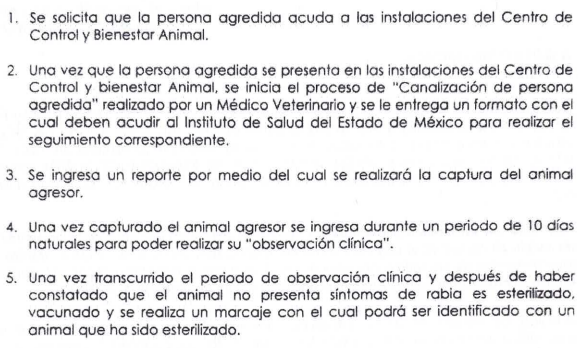 1. Se solicita que la persona agredida acuda a las instalaciones del Centro de
Control y Bienestar Animal.
2. Una vez que la persona agredida se presenta en las instalaciones del Centro de
Control y bienestar Animal, se inicia el proceso de "Canalización de persona
agredida" realizado por un Médico Veterinario y se le entrega un formato con el
cual deben acudir al Instituto de Salud del Estado de México para realizar el
seguimiento correspondiente.
3. Se ingresa un reporte por medio del cual se realizará la captura del animal
agresor.
4. Una vez capturado el animal agresor se ingresa durante un periodo de 10 días
naturales para poder realizar su "observación clínica".
5. Una vez transcurrido el periodo de observación clínica y después de haber
constatado que el animal no presenta síntomas de rabia es esterilizado,
vacunado y se realiza un marcaje con el cual podrá ser identificado con un
animal que ha sido esterilizado.